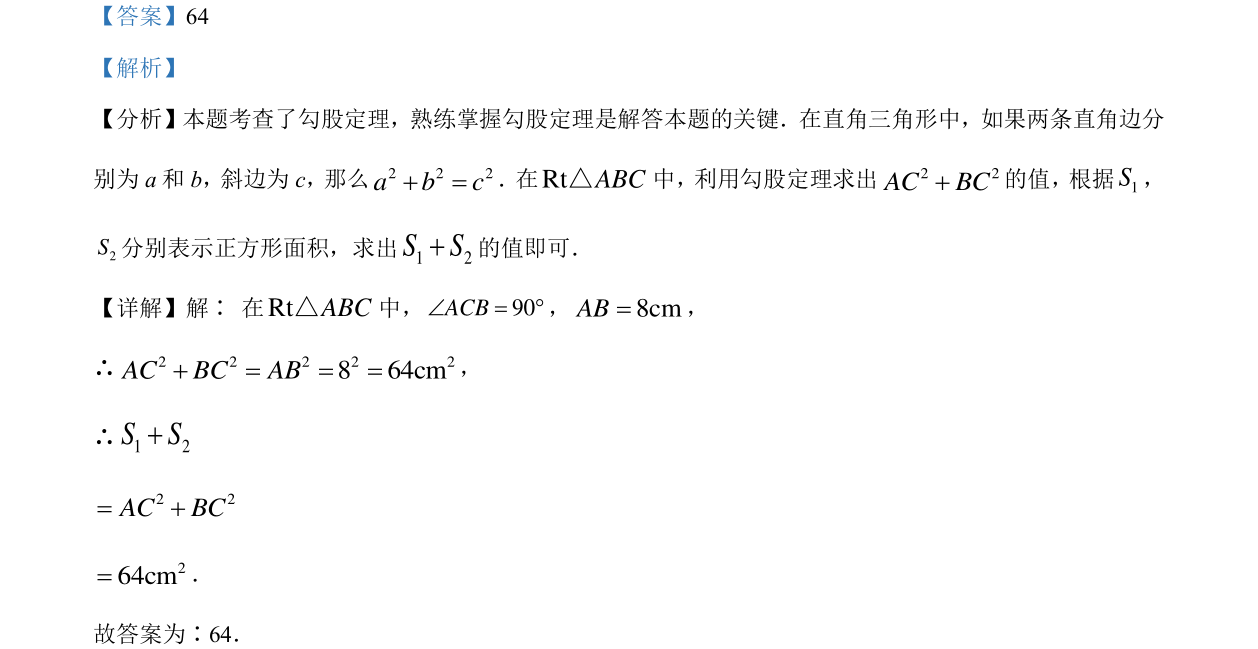 【答案】64
【解析】
【分析】本题考查了勾股定理，熟练掌握勾股定理是解答本题的关键．在直角三角形中，如果两条直角边分
别为 a 和 b，斜边为 c，那么 a² + b² = c²．在 Rt△ABC 中，利用勾股定理求出 AC² + BC² 的值，根据 S₁，
S₂ 分别表示正方形面积，求出 S₁ + S₂ 的值即可．
【详解】解： 在 Rt△ABC 中，∠ACB = 90°，AB = 8cm，
∴ AC² + BC² = AB² = 8² = 64cm²，
∴ S₁ + S₂
= AC² + BC²
= 64cm²．
故答案为：64．